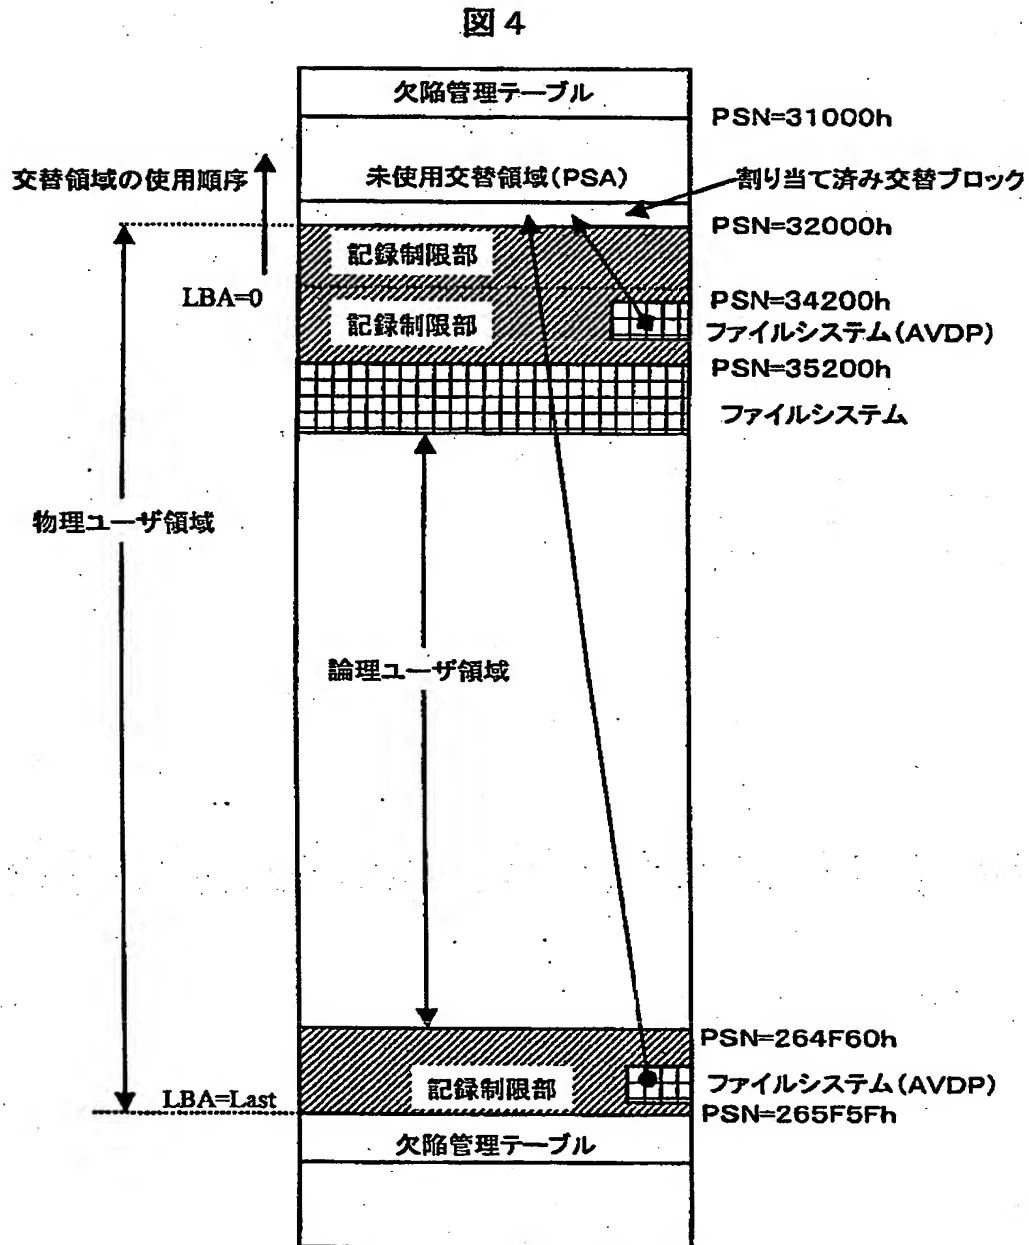 図4
欠陥管理テーブル
PSN=31000h
交替領域の使用順序
未使用交替領域(PSA)
割り当て済み交替ブロック
PSN=32000h
記録制限部
LBA=0
PSN=34200h
記録制限部
ファイルシステム(AVDP)
PSN=35200h
ファイルシステム
物理ユーザ領域
論理ユーザ領域
PSN=264F60h
記録制限部
ファイルシステム(AVDP)
LBA=Last
PSN=265F5Fh
欠陥管理テーブル